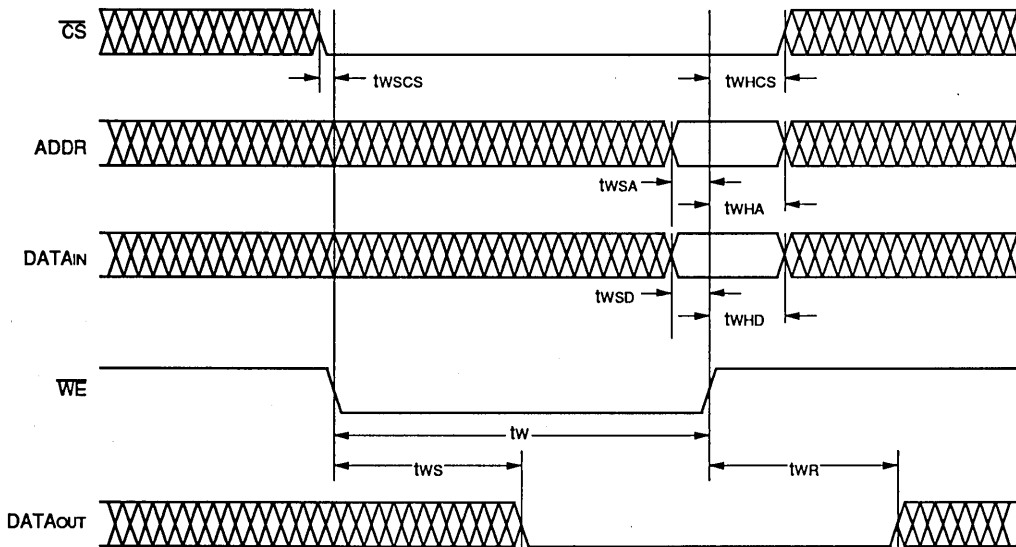 CS
tWSCS
tWHCS
ADDR
tWSA
tWHA
DATAIN
tWSD
tWHD
WE
tW
tWS
tWR
DATAOUT